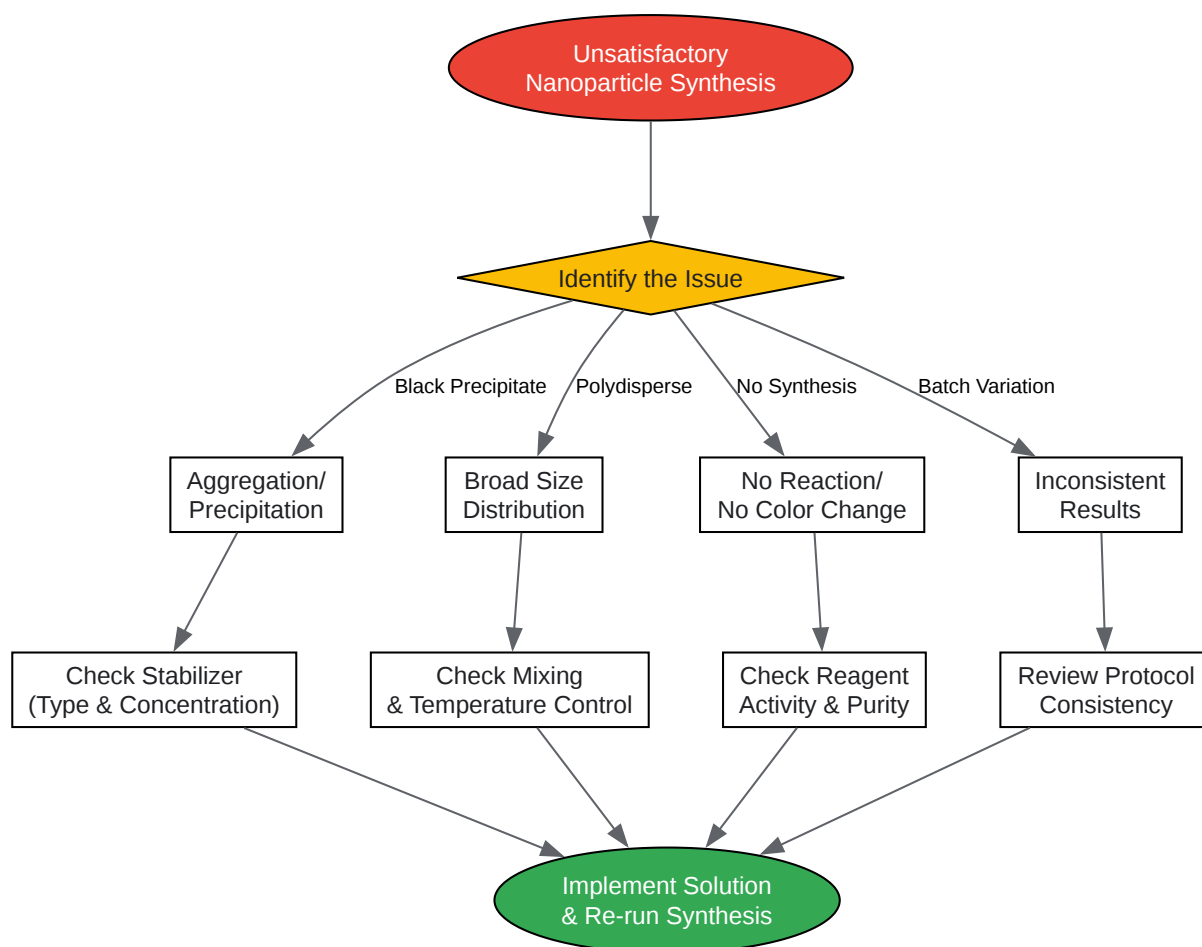 Unsatisfactory
Nanoparticle Synthesis
Identify the Issue
Black Precipitate
Polydisperse
No Synthesis
Batch Variation
Aggregation/
Precipitation
Broad Size
Distribution
No Reaction/
No Color Change
Inconsistent
Results
Check Stabilizer
(Type & Concentration)
Check Mixing
& Temperature Control
Check Reagent
Activity & Purity
Review Protocol
Consistency
Implement Solution
& Re-run Synthesis